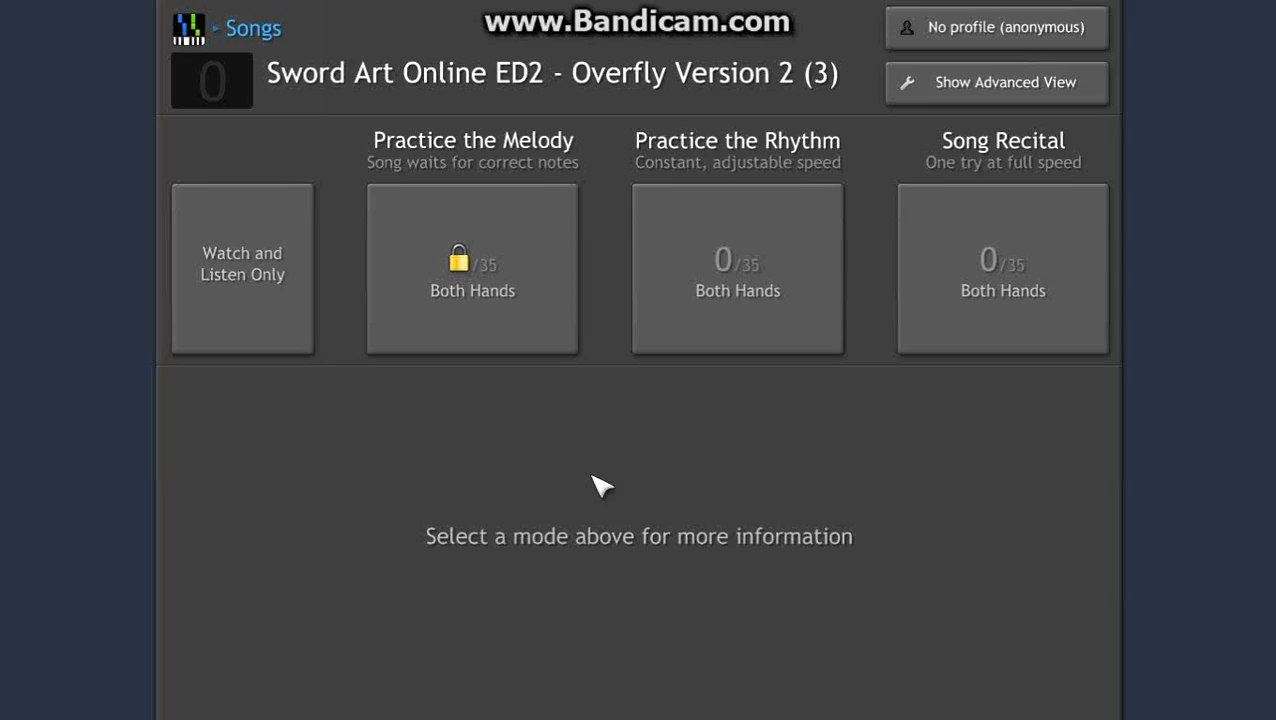 www.Bandicam.com
Songs
No profile (anonymous)
0
Sword Art Online ED2 - Overfly Version 2 (3)
Show Advanced View
Practice the Melody
Song waits for correct notes
Practice the Rhythm
Constant, adjustable speed
Song Recital
One try at full speed
Watch and
Listen Only
/35
Both Hands
0/35
Both Hands
0/35
Both Hands
Select a mode above for more information